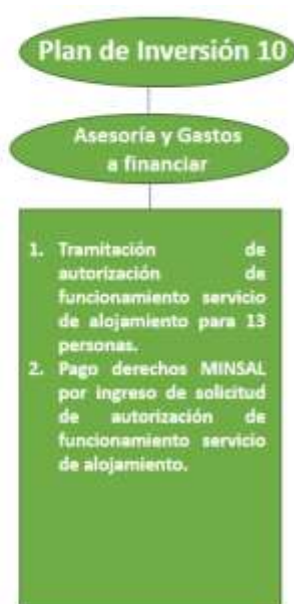 Plan de Inversión 10
Asesoría y Gastos
a financiar
1. Tramitación de
autorización de
funcionamiento servicio
de alojamiento para 13
personas.
2. Pago derechos MINSAL
por ingreso de solicitud
de autorización de
funcionamiento servicio
de alojamiento.